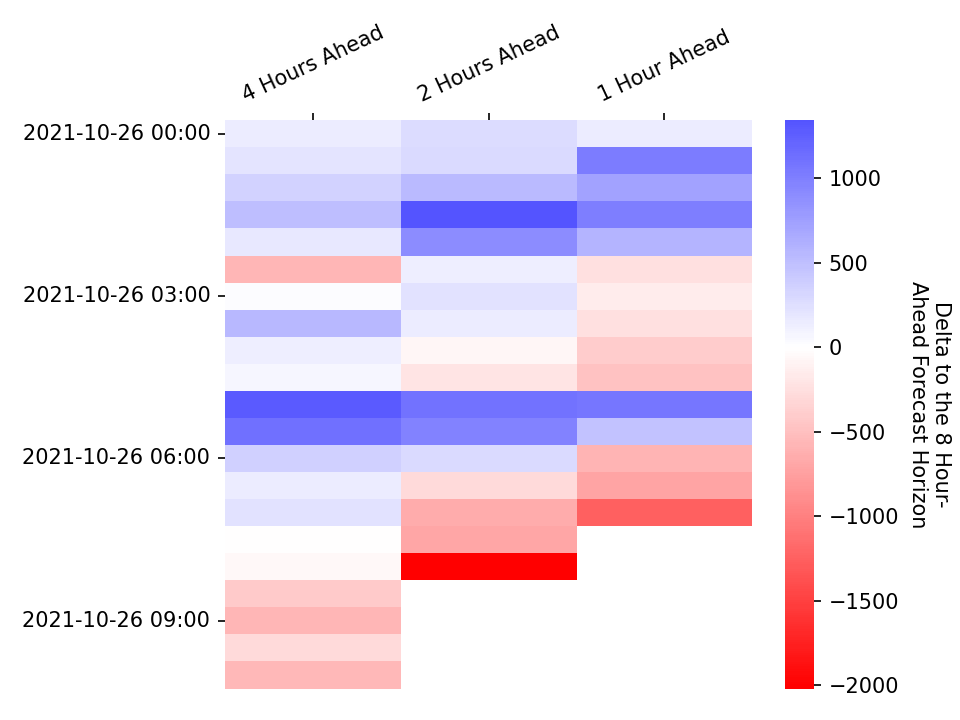 4 Hours Ahead
2 Hours Ahead
1 Hour Ahead
2021-10-26 00:00
2021-10-26 03:00
2021-10-26 06:00
2021-10-26 09:00
1000
500
0
−500
−1000
−1500
−2000
Delta to the 8 Hour-
Ahead Forecast Horizon